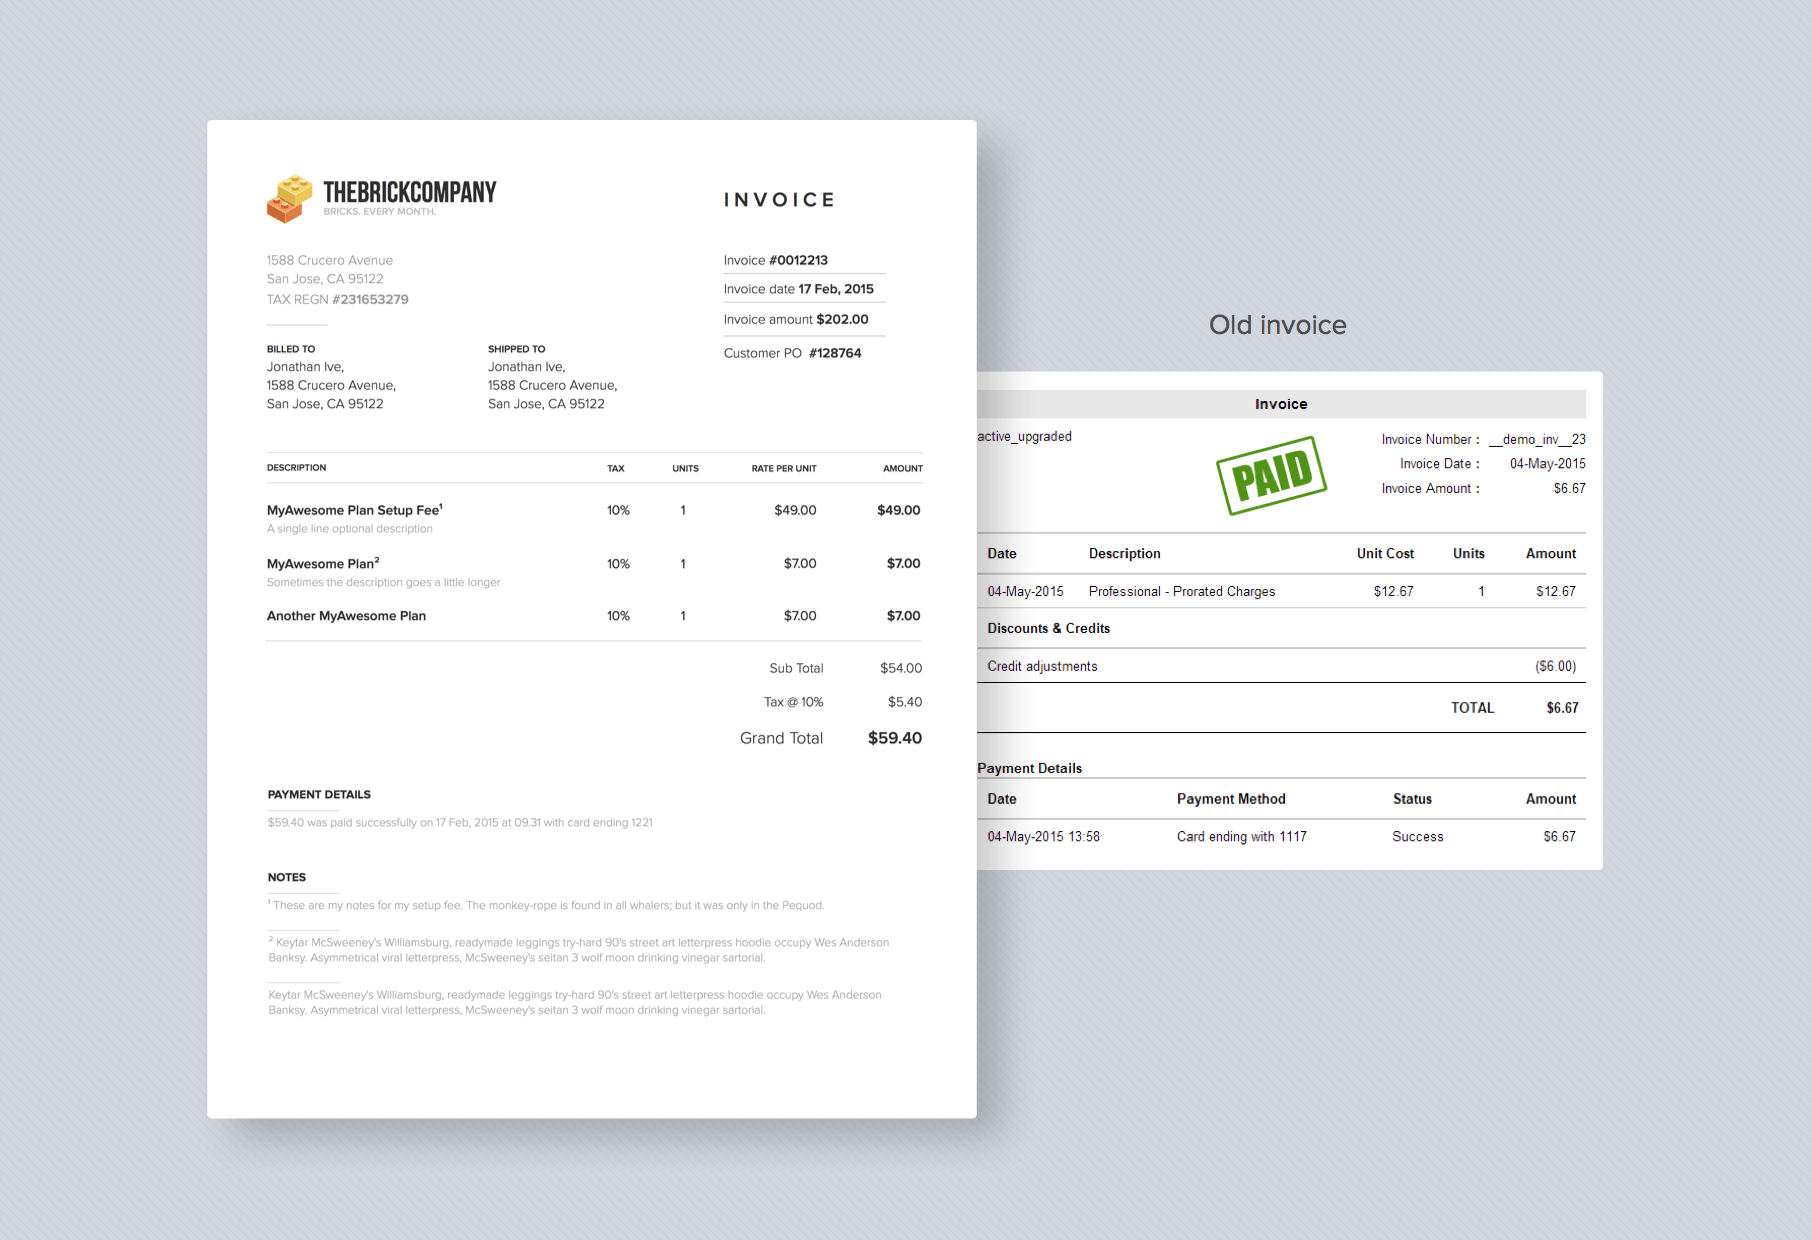 THEBRICKCOMPANY
BRICKS. EVERY MONTH.
INVOICE
1588 Crucero Avenue
San Jose, CA 95122
TAX REGN #231653279
Invoice #0012213
Invoice date 17 Feb, 2015
Invoice amount $202.00
Customer PO #128764
BILLED TO
Jonathan Ive,
1588 Crucero Avenue,
San Jose, CA 95122
SHIPPED TO
Jonathan Ive,
1588 Crucero Avenue,
San Jose, CA 95122
DESCRIPTION TAX UNITS RATE PER UNIT AMOUNT
MyAwesome Plan Setup Fee¹ 10% 1 $49.00 $49.00
A single line optional description
MyAwesome Plan² 10% 1 $7.00 $7.00
Sometimes the description goes a little longer
Another MyAwesome Plan 10% 1 $7.00 $7.00
Sub Total $54.00
Tax @ 10% $5.40
Grand Total $59.40
PAYMENT DETAILS
$59.40 was paid successfully on 17 Feb, 2015 at 09.31 with card ending 1221
NOTES
¹ These are my notes for my setup fee. The monkey-rope is found in all whalers; but it was only in the Pequod.
² Keytar McSweeney's Williamsburg, readymade leggings try-hard 90's street art letterpress hoodie occupy Wes Anderson
Banksy. Asymmetrical viral letterpress, McSweeney's seitan 3 wolf moon drinking vinegar sartorial.
Keytar McSweeney's Williamsburg, readymade leggings try-hard 90's street art letterpress hoodie occupy Wes Anderson
Banksy. Asymmetrical viral letterpress, McSweeney's seitan 3 wolf moon drinking vinegar sartorial.
Old invoice
Invoice
active_upgraded
PAID
Invoice Number : __demo_inv__23
Invoice Date : 04-May-2015
Invoice Amount : $6.67
Date Description Unit Cost Units Amount
04-May-2015 Professional - Prorated Charges $12.67 1 $12.67
Discounts & Credits
Credit adjustments ($6.00)
TOTAL $6.67
Payment Details
Date Payment Method Status Amount
04-May-2015 13:58 Card ending with 1117 Success $6.67